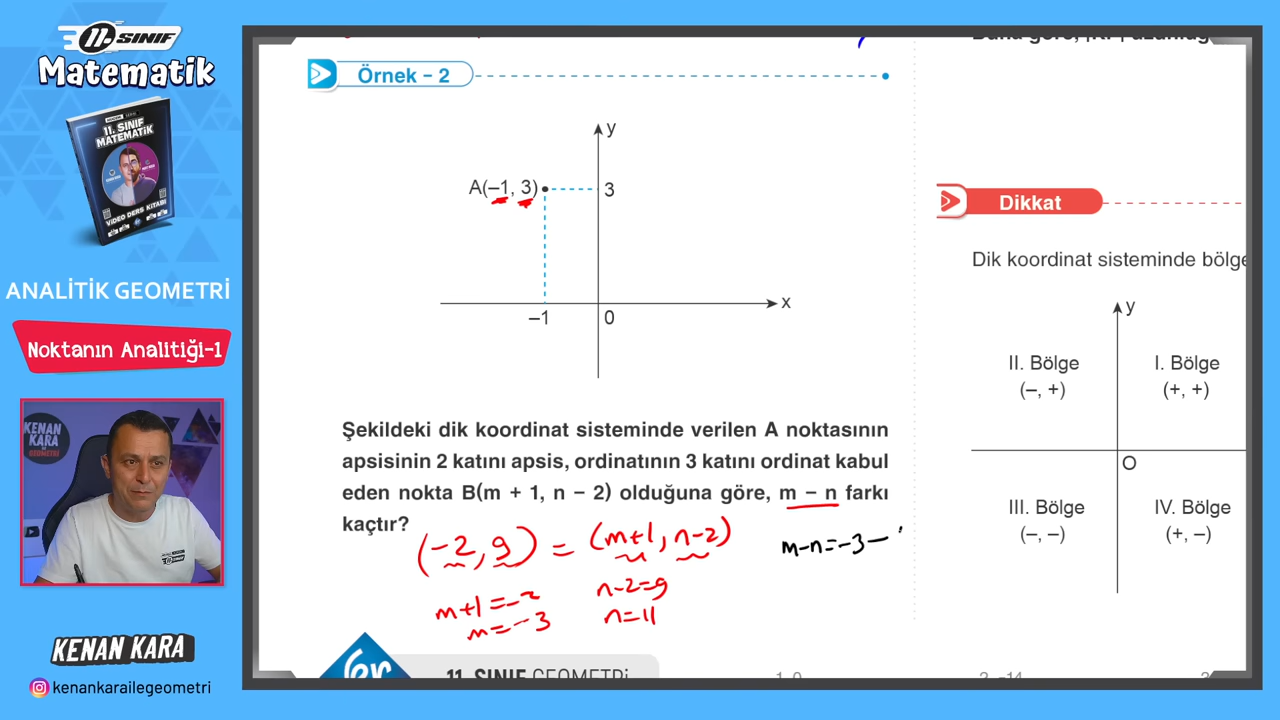 11. SINIF
Matematik
11. SINIF
MATEMATİK
VİDEO DERS KİTABI
ANALİTİK GEOMETRİ
Noktanın Analitiği-1
KENAN
KARA
GEOMETRİ
11.SINIF
KENAN KARA
kenankarailegeometri
Örnek – 2
y
A(–1, 3)
3
x
–1
0
Şekildeki dik koordinat sisteminde verilen A noktasının
apsisinin 2 katını apsis, ordinatının 3 katını ordinat kabul
eden nokta B(m + 1, n – 2) olduğuna göre, m – n farkı
kaçtır?
(-2, 9) = (m+1, n-2)
m-n=-3-
m+1=-2
m=-3
n-2=9
n=11
11. SINIF GEOMETRİ
Dikkat
Dik koordinat sisteminde bölge
y
II. Bölge
(–, +)
I. Bölge
(+, +)
O
III. Bölge
(–, –)
IV. Bölge
(+, –)